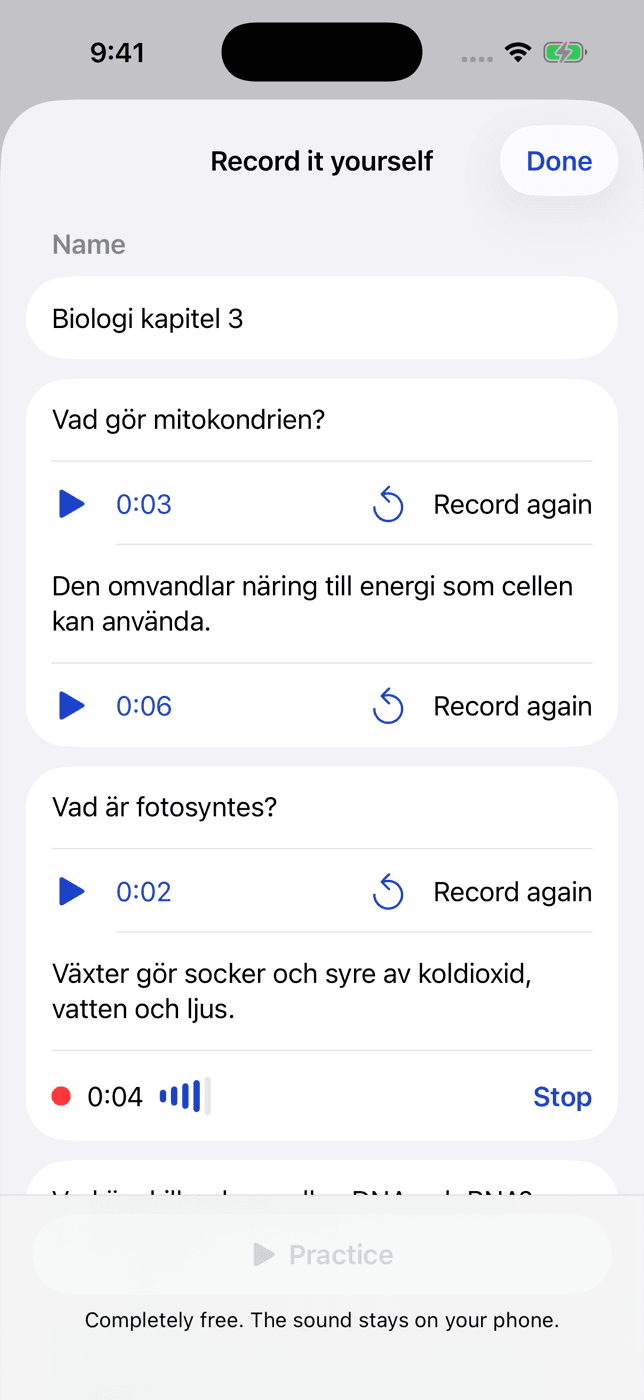 9:41
Record it yourself
Done
Name
Biologi kapitel 3
Vad gör mitokondrien?
0:03
Record again
Den omvandlar näring till energi som cellen
kan använda.
0:06
Record again
Vad är fotosyntes?
0:02
Record again
Växter gör socker och syre av koldioxid,
vatten och ljus.
0:04
Stop
Practice
Completely free. The sound stays on your phone.